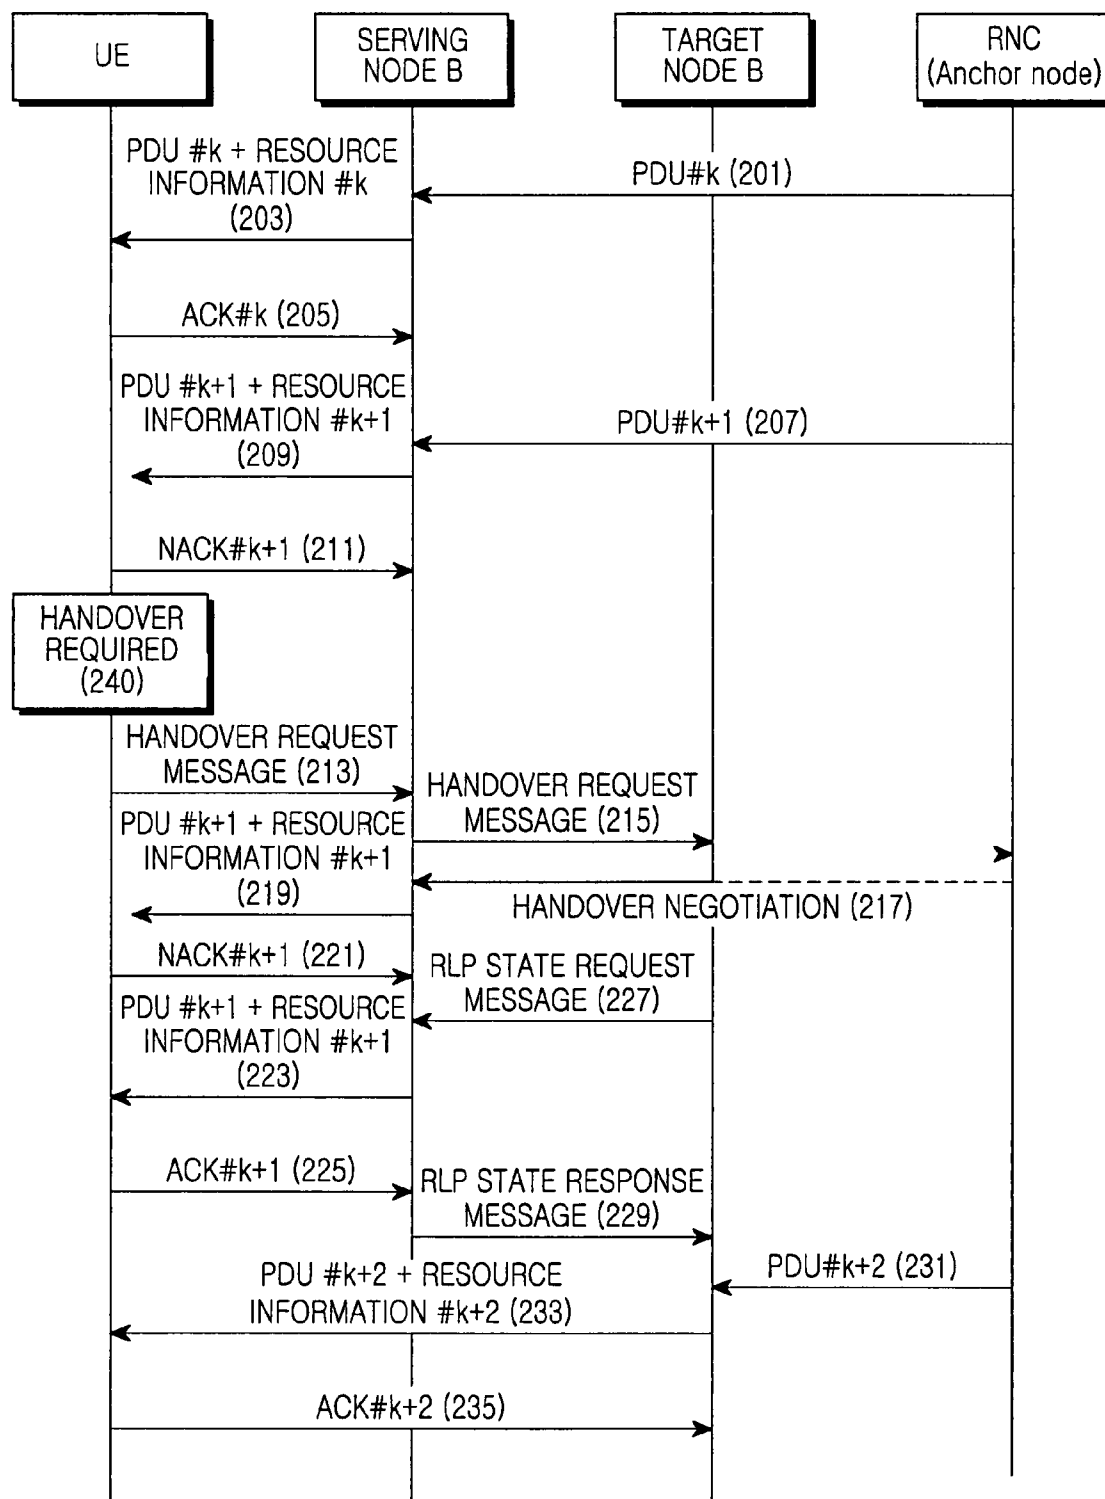 UE
SERVING
NODE B
TARGET
NODE B
RNC
(Anchor node)
PDU #k + RESOURCE
INFORMATION #k
(203)
PDU#k (201)
ACK#k (205)
PDU #k+1 + RESOURCE
INFORMATION #k+1
(209)
PDU#k+1 (207)
NACK#k+1 (211)
HANDOVER
REQUIRED
(240)
HANDOVER REQUEST
MESSAGE (213)
HANDOVER REQUEST
MESSAGE (215)
PDU #k+1 + RESOURCE
INFORMATION #k+1
(219)
HANDOVER NEGOTIATION (217)
NACK#k+1 (221)
RLP STATE REQUEST
MESSAGE (227)
PDU #k+1 + RESOURCE
INFORMATION #k+1
(223)
ACK#k+1 (225)
RLP STATE RESPONSE
MESSAGE (229)
PDU#k+2 (231)
PDU #k+2 + RESOURCE
INFORMATION #k+2 (233)
ACK#k+2 (235)